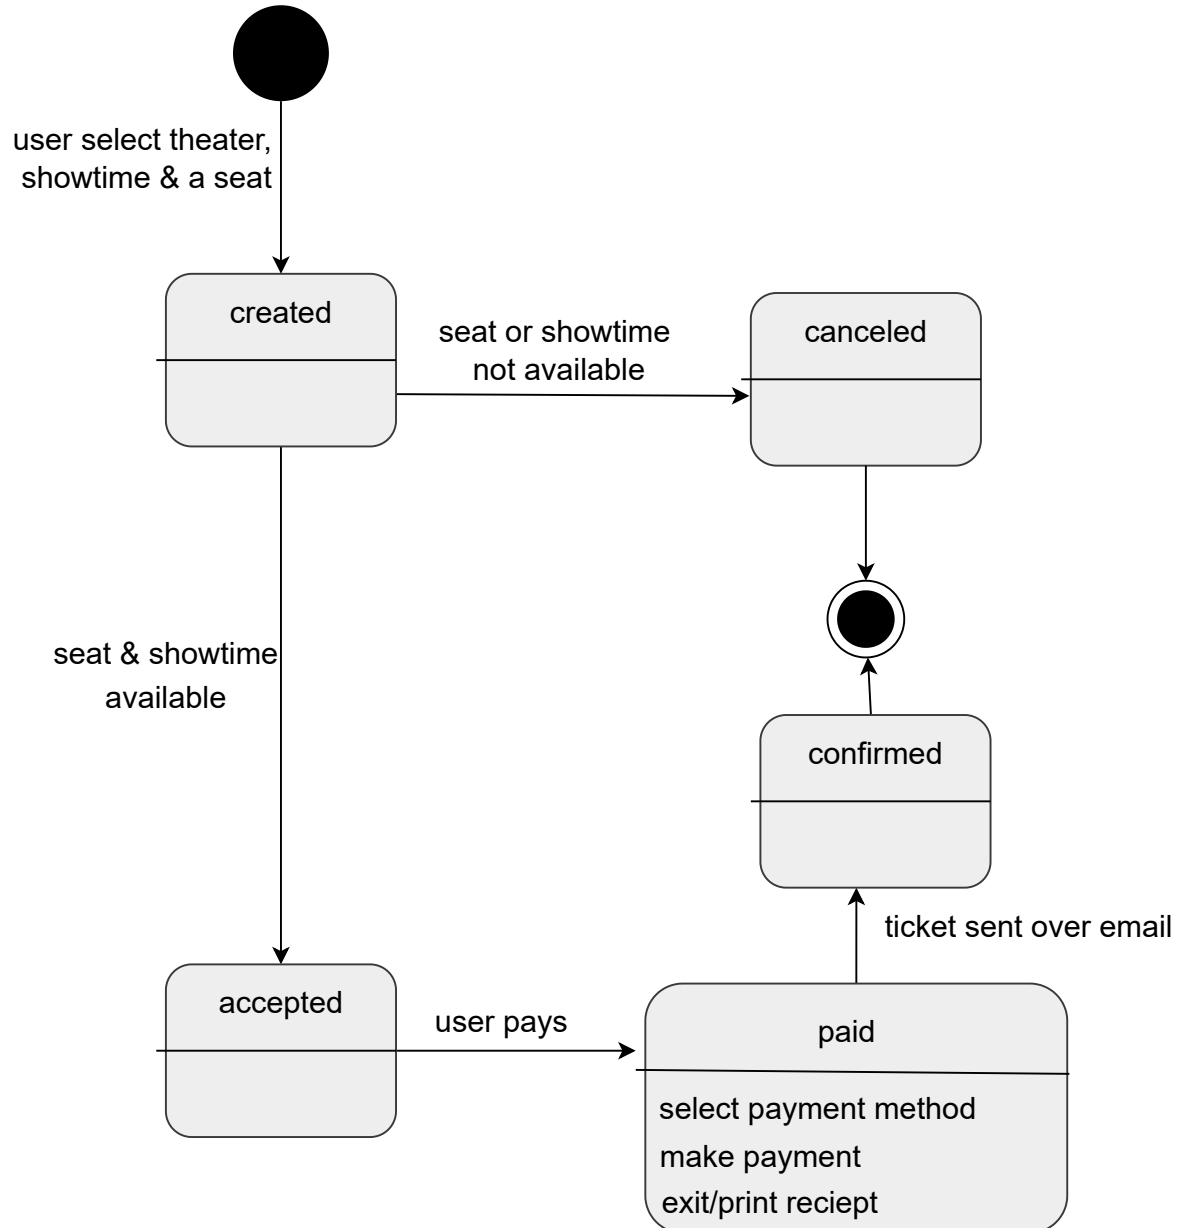 user select theater,
showtime & a seat
created
seat or showtime
not available
canceled
seat & showtime
available
confirmed
ticket sent over email
accepted
user pays
paid
select payment method
make payment
exit/print reciept